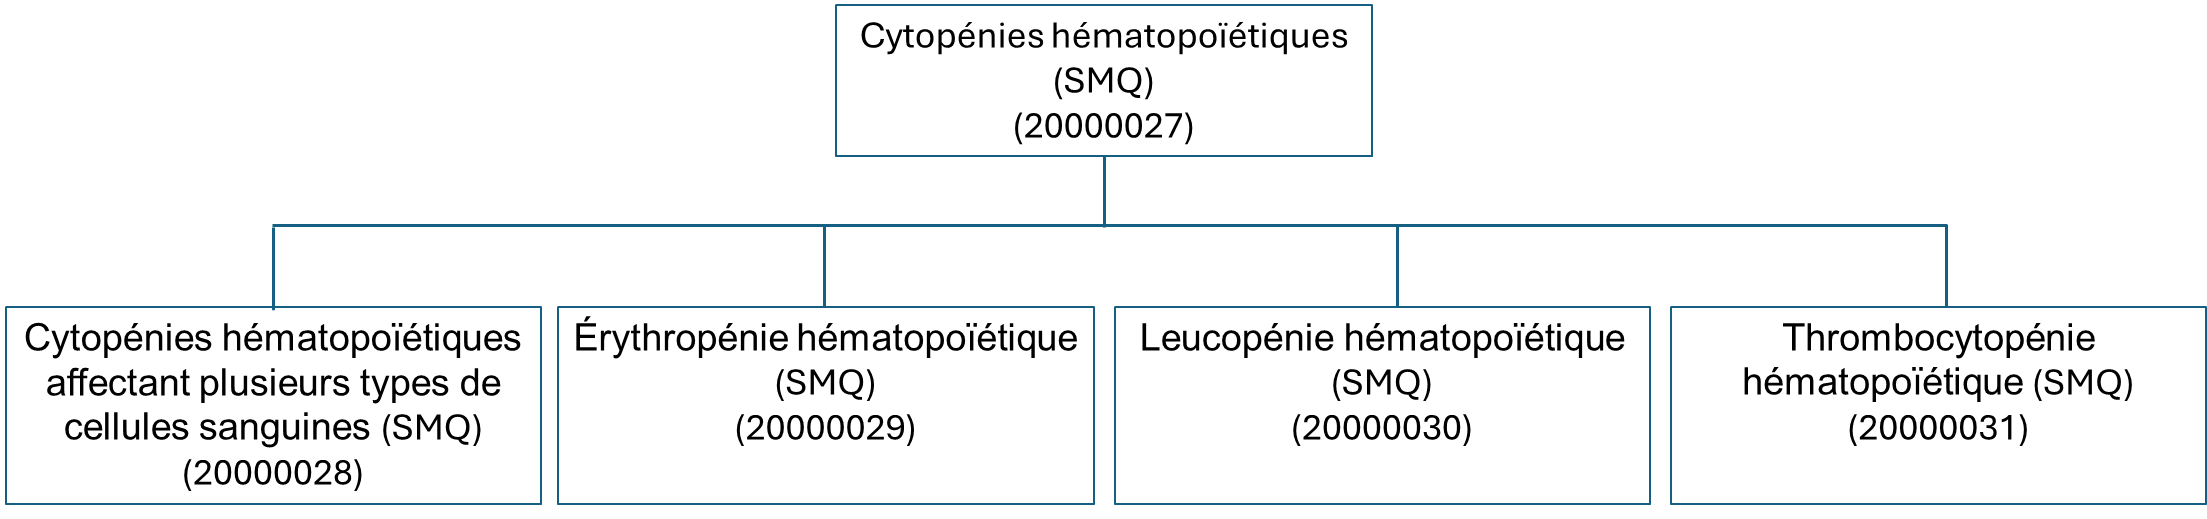 Cytopénies hématopoïétiques
(SMQ)
(20000027)
Cytopénies hématopoïétiques
affectant plusieurs types de
cellules sanguines (SMQ)
(20000028)
Érythropénie hématopoïétique
(SMQ)
(20000029)
Leucopénie hématopoïétique
(SMQ)
(20000030)
Thrombocytopénie
hématopoïétique (SMQ)
(20000031)